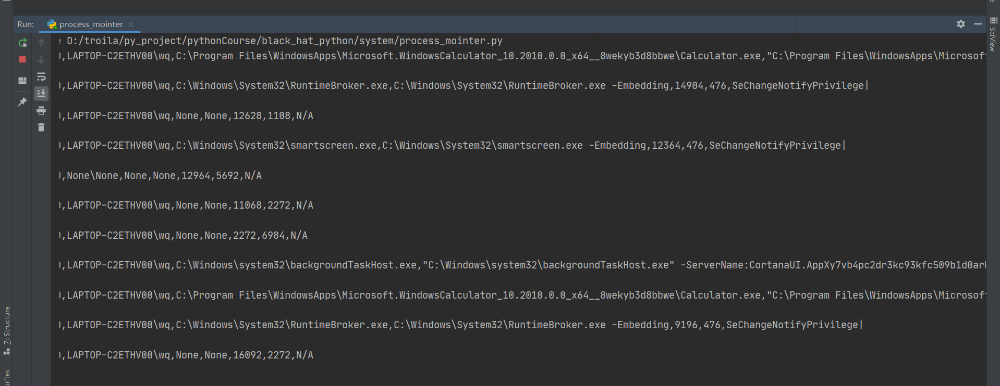 Run: process_mointer
SciView
D:/troila/py_project/pythonCourse/black_hat_python/system/process_mointer.py
,LAPTOP-C2ETHV00\wq,C:\Program Files\WindowsApps\Microsoft.WindowsCalculator_10.2010.0.0_x64__8wekyb3d8bbwe\Calculator.exe,"C:\Program Files\WindowsApps\Microsof
,LAPTOP-C2ETHV00\wq,C:\Windows\System32\RuntimeBroker.exe,C:\Windows\System32\RuntimeBroker.exe -Embedding,14904,476,SeChangeNotifyPrivilege|
,LAPTOP-C2ETHV00\wq,None,None,12628,1108,N/A
,LAPTOP-C2ETHV00\wq,C:\Windows\System32\smartscreen.exe,C:\Windows\System32\smartscreen.exe -Embedding,12364,476,SeChangeNotifyPrivilege|
,None\None,None,None,12964,5692,N/A
,LAPTOP-C2ETHV00\wq,None,None,11068,2272,N/A
,LAPTOP-C2ETHV00\wq,None,None,2272,6984,N/A
,LAPTOP-C2ETHV00\wq,C:\Windows\system32\backgroundTaskHost.exe,"C:\Windows\system32\backgroundTaskHost.exe" -ServerName:CortanaUI.AppXy7vb4pc2dr3kc93kfc509b1d0ar
,LAPTOP-C2ETHV00\wq,C:\Program Files\WindowsApps\Microsoft.WindowsCalculator_10.2010.0.0_x64__8wekyb3d8bbwe\Calculator.exe,"C:\Program Files\WindowsApps\Microsof
,LAPTOP-C2ETHV00\wq,C:\Windows\System32\RuntimeBroker.exe,C:\Windows\System32\RuntimeBroker.exe -Embedding,9196,476,SeChangeNotifyPrivilege|
,LAPTOP-C2ETHV00\wq,None,None,16092,2272,N/A
7: Structure